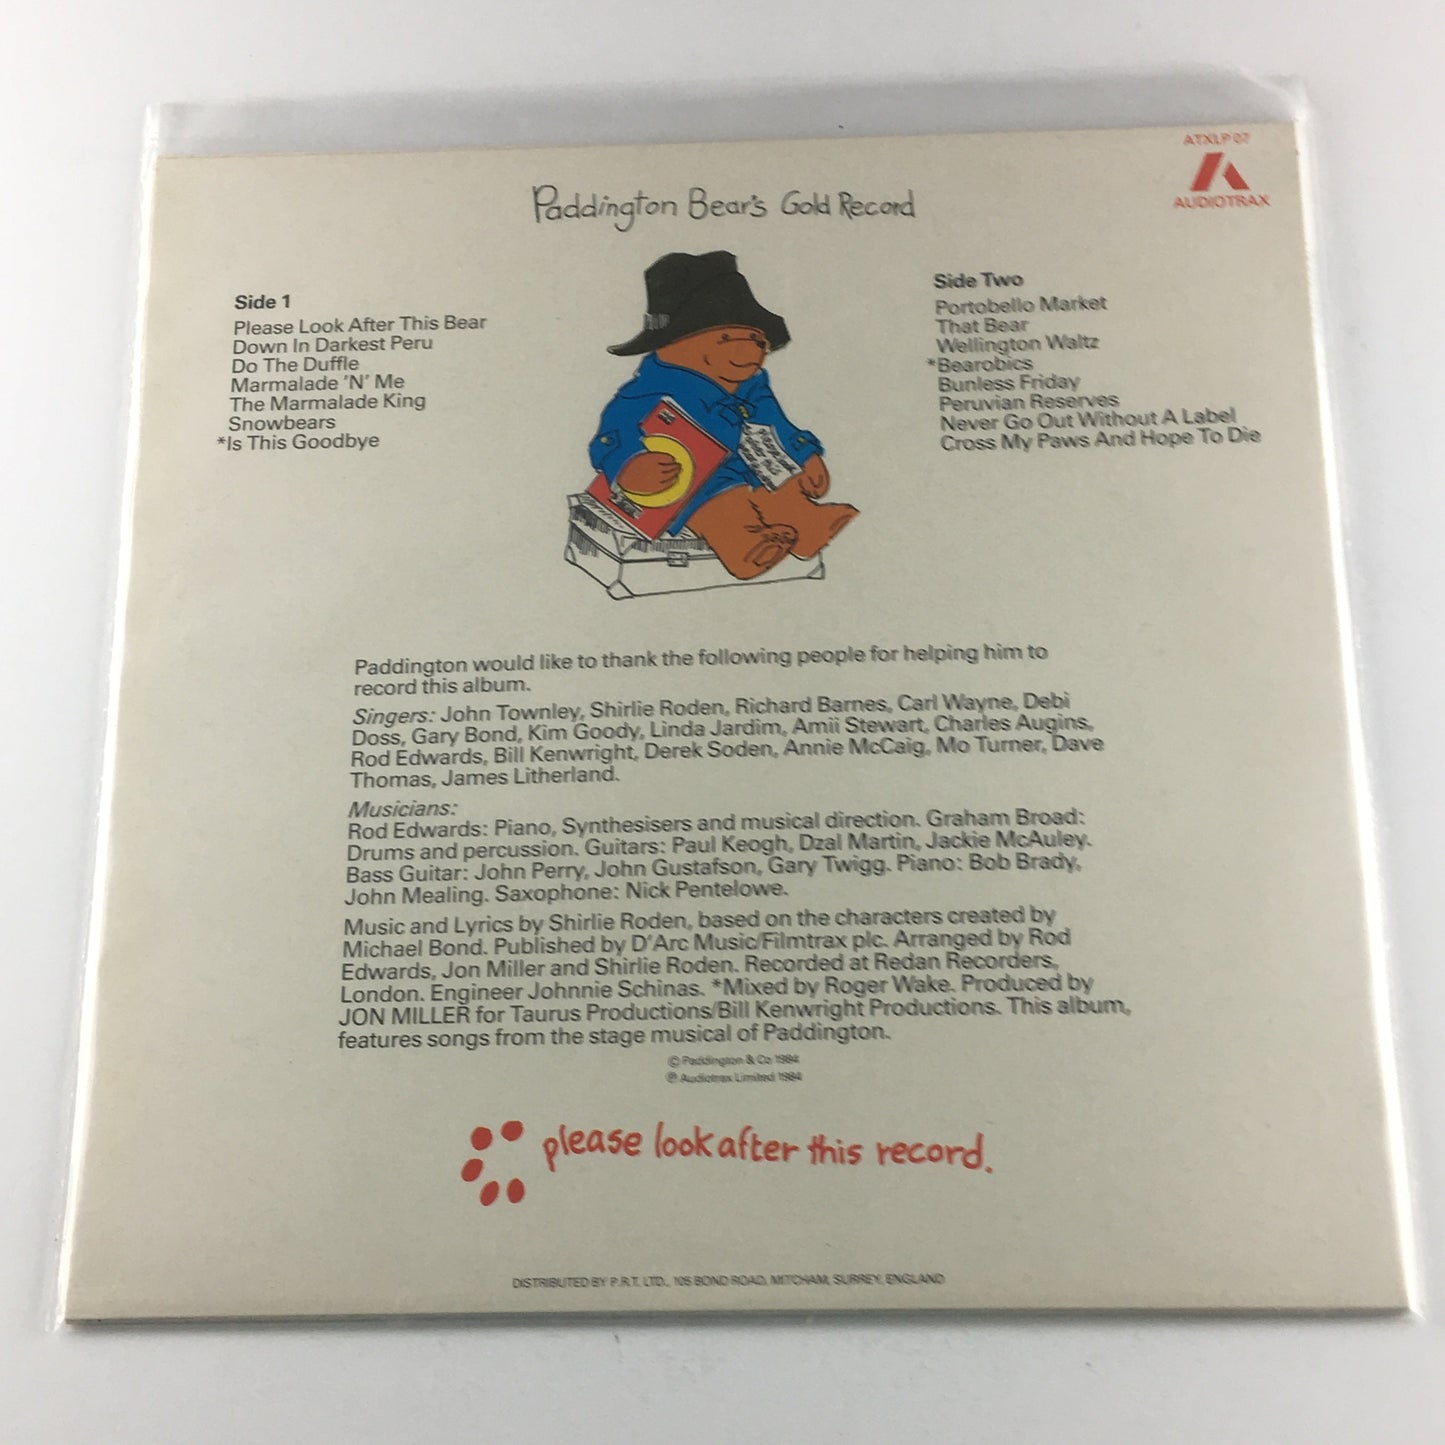 ATXLP 07
AUDIOTRAX
Paddington Bear's Gold Record
Side 1
Please Look After This Bear
Down In Darkest Peru
Do The Duffle
Marmalade 'N' Me
The Marmalade King
Snowbears
*Is This Goodbye
Side Two
Portobello Market
That Bear
Wellington Waltz
*Bearobics
Bunless Friday
Peruvian Reserves
Never Go Out Without A Label
Cross My Paws And Hope To Die
Paddington would like to thank the following people for helping him to
record this album.
Singers: John Townley, Shirlie Roden, Richard Barnes, Carl Wayne, Debi
Doss, Gary Bond, Kim Goody, Linda Jardim, Amii Stewart, Charles Augins,
Rod Edwards, Bill Kenwright, Derek Soden, Annie McCaig, Mo Turner, Dave
Thomas, James Litherland.
Musicians:
Rod Edwards: Piano, Synthesisers and musical direction. Graham Broad:
Drums and percussion. Guitars: Paul Keogh, Dzal Martin, Jackie McAuley.
Bass Guitar: John Perry, John Gustafson, Gary Twigg. Piano: Bob Brady,
John Mealing. Saxophone: Nick Pentelowe.
Music and Lyrics by Shirlie Roden, based on the characters created by
Michael Bond. Published by D'Arc Music/Filmtrax plc. Arranged by Rod
Edwards, Jon Miller and Shirlie Roden. Recorded at Redan Recorders,
London. Engineer Johnnie Schinas. *Mixed by Roger Wake. Produced by
JON MILLER for Taurus Productions/Bill Kenwright Productions. This album,
features songs from the stage musical of Paddington.
© Paddington & Co 1984
℗ Audiotrax Limited 1984
please look after this record.
DISTRIBUTED BY P.R.T. LTD., 105 BOND ROAD, MITCHAM, SURREY, ENGLAND